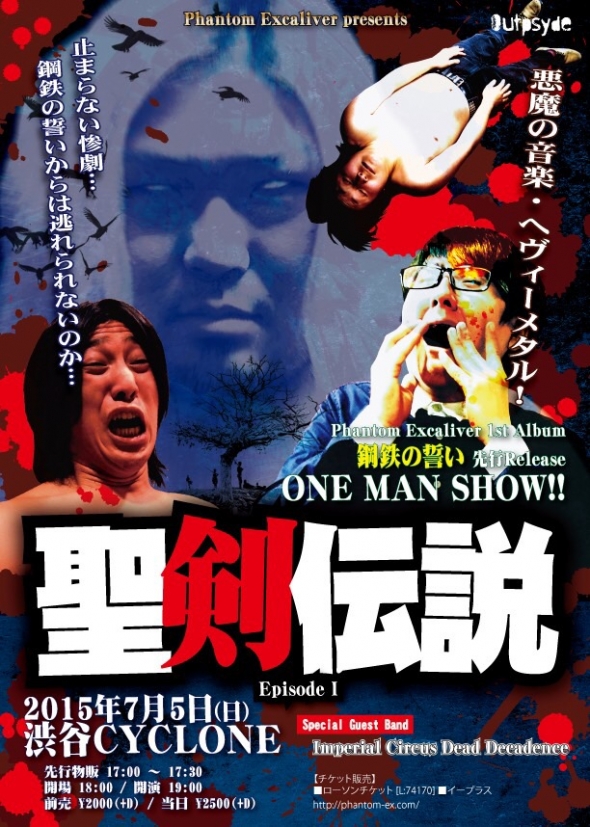 Phantom Excaliver presents
Outpsyde
悪魔の音楽・ヘヴィーメタル!
止まらない惨劇…
鋼鉄の誓いからは逃れられないのか…
Phantom Excaliver 1st Album
鋼鉄の誓い 先行Release
ONE MAN SHOW!!
聖剣伝説
Episode I
2015年7月5日(日)
渋谷CYCLONE
先行物販 17:00 ~ 17:30
開場 18:00 / 開演 19:00
前売 ¥2000(+D) / 当日 ¥2500(+D)
Special Guest Band
Imperial Circus Dead Decadence
【チケット販売】
■ローソンチケット [L:74170] ■イープラス
http://phantom-ex.com/